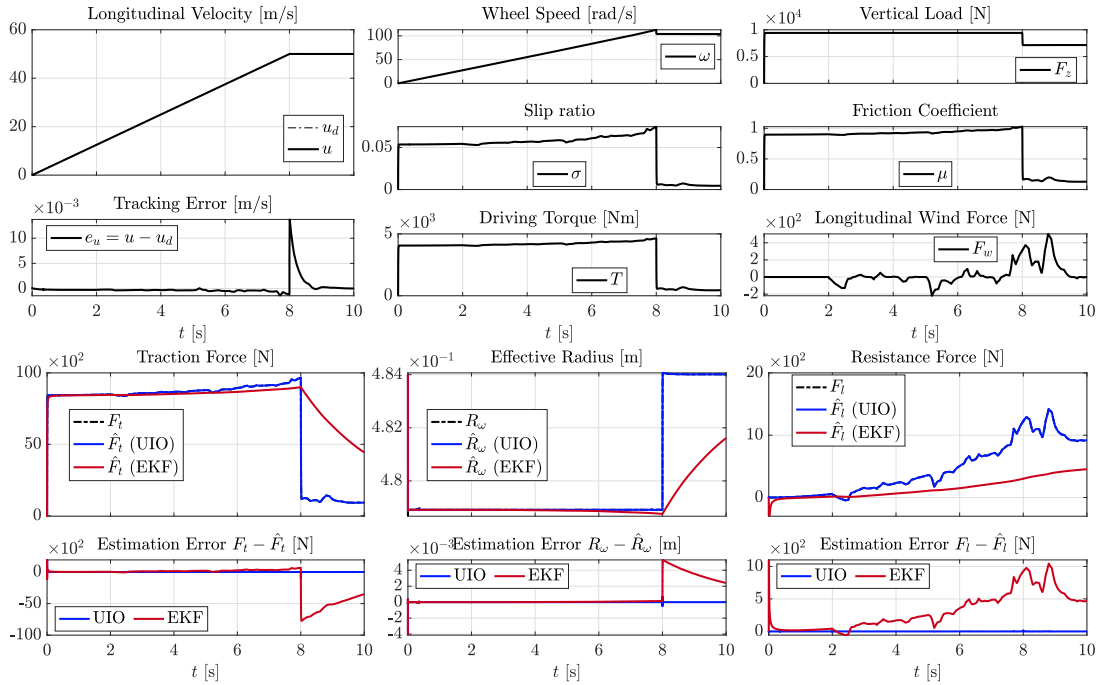 Longitudinal Velocity [m/s]
60
40
20
0
u_d
u
Wheel Speed [rad/s]
100
50
0
ω
Vertical Load [N]
×10^4
1
0.5
0
F_z
Slip ratio
0.05
0
σ
Friction Coefficient
1
0.5
0
μ
Tracking Error [m/s]
×10^-3
10
5
0
e_u = u − u_d
0 2 4 6 8 10
t [s]
Driving Torque [Nm]
×10^3
5
0
T
0 2 4 6 8 10
t [s]
Longitudinal Wind Force [N]
×10^2
4
2
0
-2
F_w
0 2 4 6 8 10
t [s]
Traction Force [N]
×10^2
100
50
0
F_t
F̂_t (UIO)
F̂_t (EKF)
Effective Radius [m]
×10^-1
4.84
4.82
4.8
R_ω
R̂_ω (UIO)
R̂_ω (EKF)
Resistance Force [N]
×10^2
20
10
0
F_l
F̂_l (UIO)
F̂_l (EKF)
Estimation Error F_t − F̂_t [N]
×10^2
0
-50
-100
UIO EKF
0 2 4 6 8 10
t [s]
Estimation Error R_ω − R̂_ω [m]
×10^-3
4
2
0
-2
-4
UIO EKF
0 2 4 6 8 10
t [s]
Estimation Error F_l − F̂_l [N]
×10^2
10
5
0
UIO EKF
0 2 4 6 8 10
t [s]